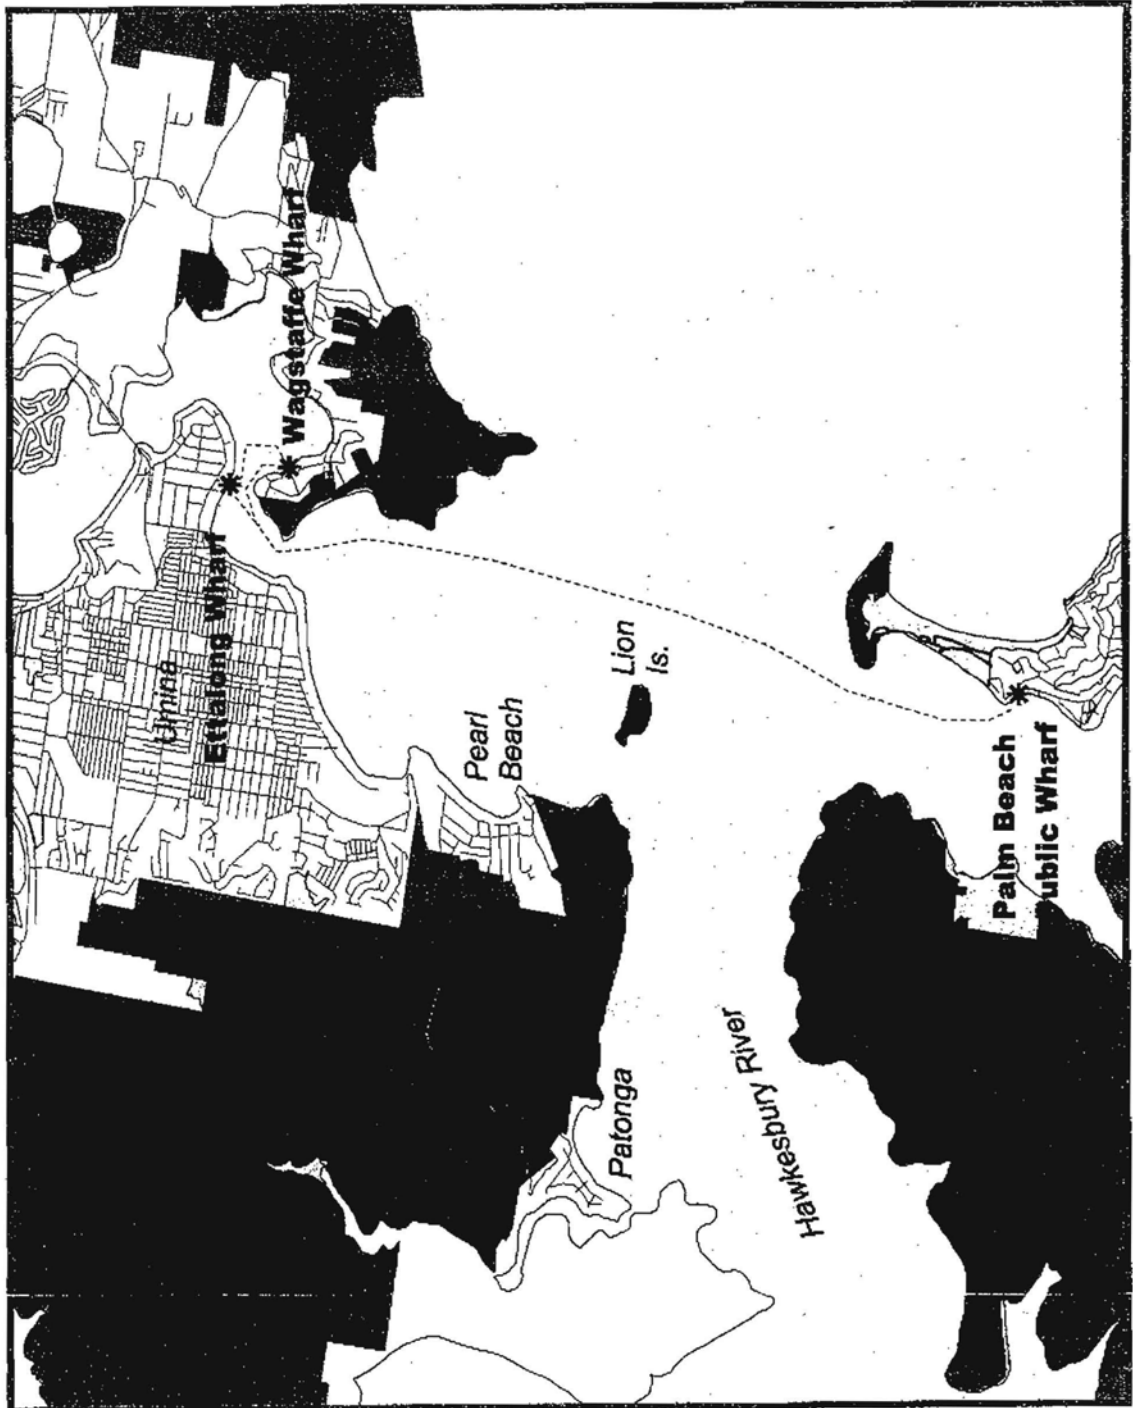 Wagstaffe Wharf
Ettalong Wharf
Umina
Pearl
Beach
Lion
Is.
Palm Beach
ublic Wharf
Patonga
Hawkesbury River